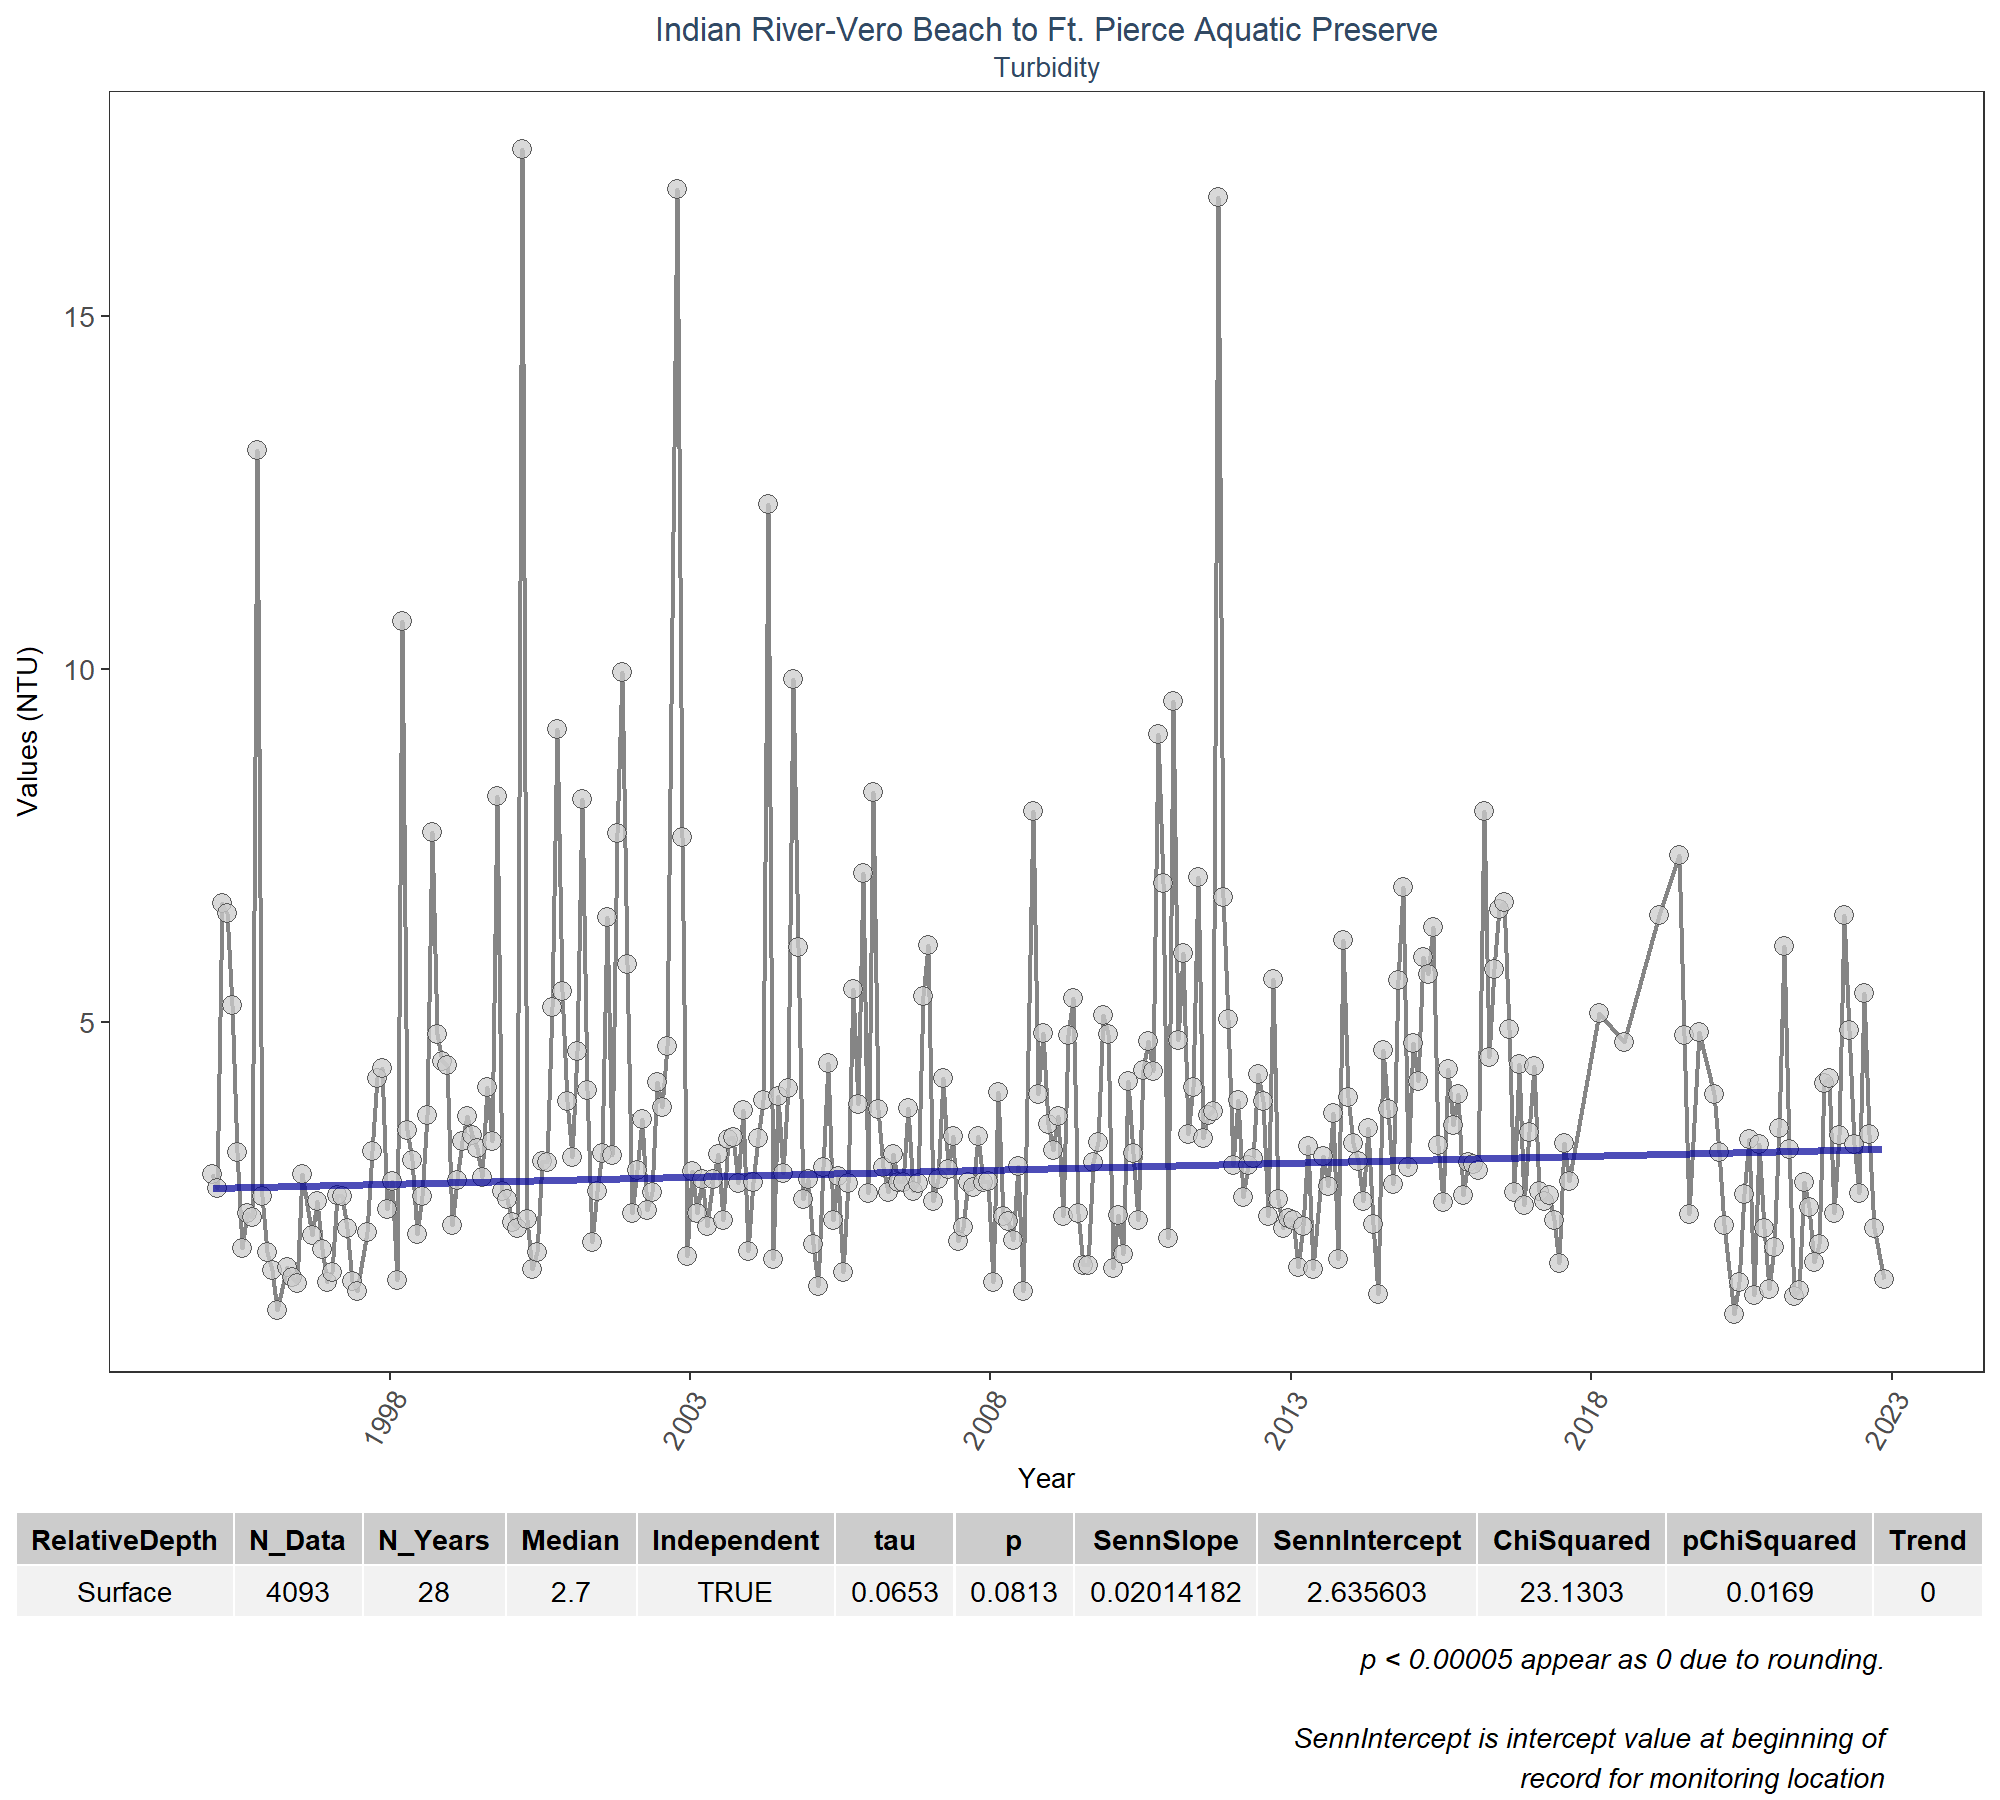 Indian River-Vero Beach to Ft. Pierce Aquatic Preserve
Turbidity
Values (NTU)
15
10
5
1998 2003 2008 2013 2018 2023
Year
RelativeDepth N_Data N_Years Median Independent tau p SennSlope SennIntercept ChiSquared pChiSquared Trend
Surface 4093 28 2.7 TRUE 0.0653 0.0813 0.02014182 2.635603 23.1303 0.0169 0
p < 0.00005 appear as 0 due to rounding.
SennIntercept is intercept value at beginning of
record for monitoring location